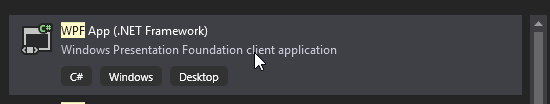 C#
WPF App (.NET Framework)
Windows Presentation Foundation client application
C# Windows Desktop